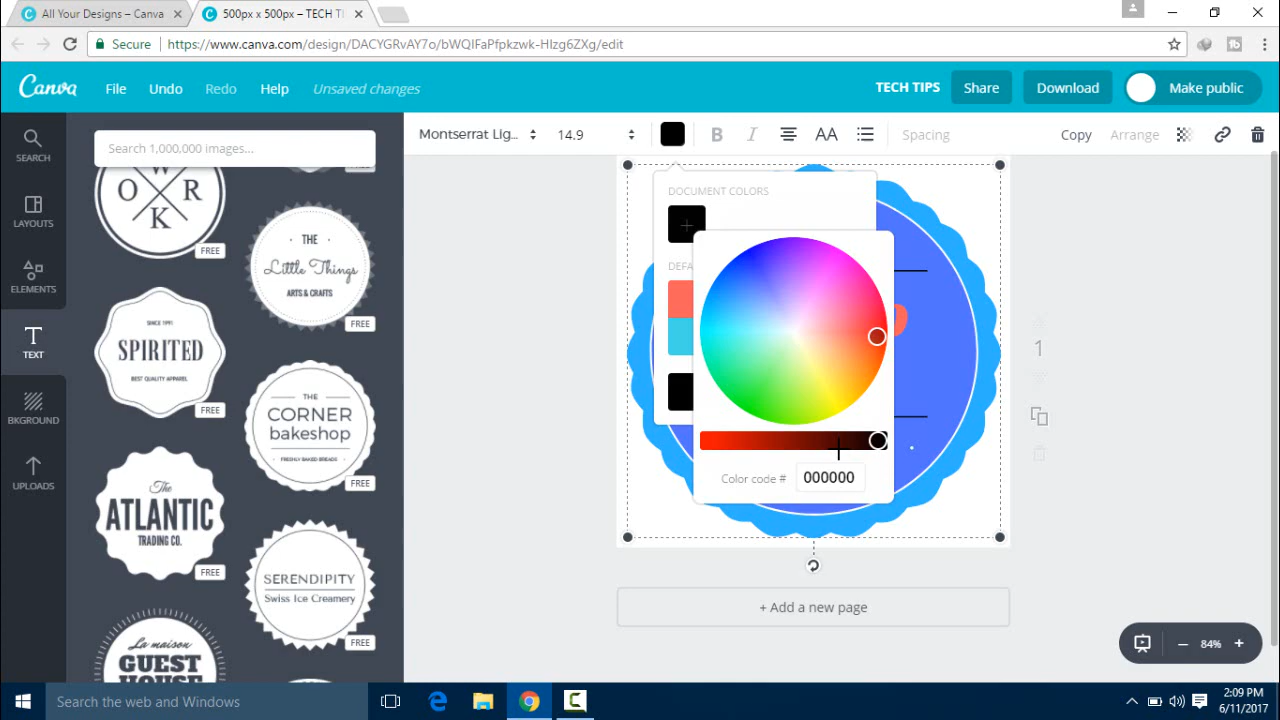 All Your Designs – Canva
500px x 500px – TECH TI
Secure
https://www.canva.com/design/DACYGRvAY7o/bWQIFaPfpkzwk-HIzg6ZXg/edit
Canva
File
Undo
Redo
Help
Unsaved changes
TECH TIPS
Share
Download
Make public
Montserrat Lig...
14.9
B
I
AA
Spacing
Copy
Arrange
SEARCH
LAYOUTS
ELEMENTS
TEXT
BKGROUND
UPLOADS
Search 1,000,000 images...
W
O R
K
FREE
THE
Little Things
ARTS & CRAFTS
FREE
SINCE 1991
SPIRITED
BEST QUALITY APPAREL
FREE
THE
CORNER
bakeshop
FRESHLY BAKED BREADS
FREE
The
ATLANTIC
TRADING CO.
FREE
SERENDIPITY
Swiss Ice Creamery
FREE
La maison
GUEST
HOUSE
DOCUMENT COLORS
+
DEFA
Color code #
000000
1
+ Add a new page
84%
Search the web and Windows
2:09 PM
6/11/2017